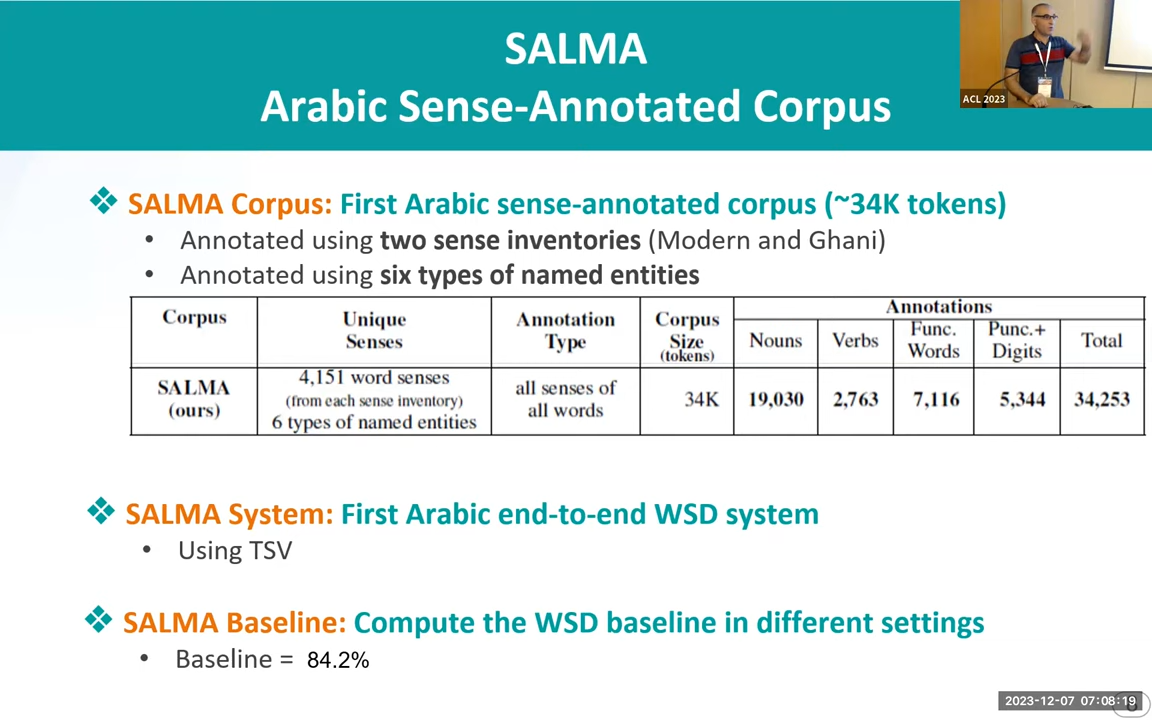 SALMA
Arabic Sense-Annotated Corpus
ACL 2023
❖ SALMA Corpus: First Arabic sense-annotated corpus (~34K tokens)
• Annotated using two sense inventories (Modern and Ghani)
• Annotated using six types of named entities
Corpus
Unique
Senses
Annotation
Type
Corpus
Size
(tokens)
Annotations
Nouns
Verbs
Func.
Words
Punc.+
Digits
Total
SALMA
(ours)
4,151 word senses
(from each sense inventory)
6 types of named entities
all senses of
all words
34K
19,030
2,763
7,116
5,344
34,253
❖ SALMA System: First Arabic end-to-end WSD system
• Using TSV
❖ SALMA Baseline: Compute the WSD baseline in different settings
• Baseline = 84.2%
2023-12-07 07:08:19